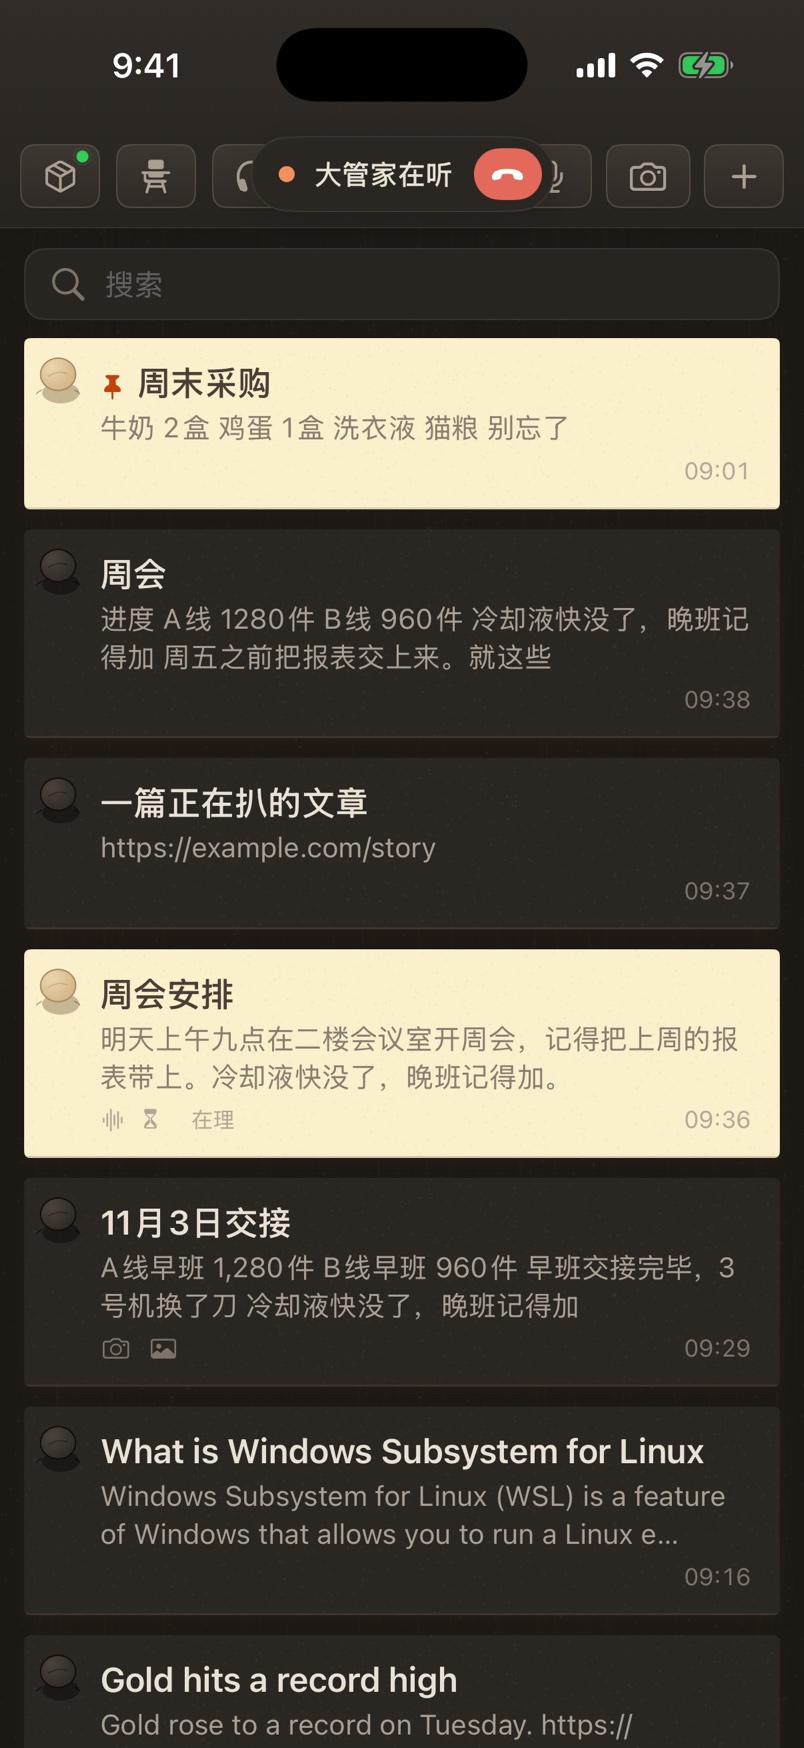 9:41
大管家在听
搜索
周末采购
牛奶 2盒 鸡蛋 1盒 洗衣液 猫粮 别忘了
09:01
周会
进度 A线 1280件 B线 960件 冷却液快没了，晚班记
得加 周五之前把报表交上来。就这些
09:38
一篇正在扒的文章
https://example.com/story
09:37
周会安排
明天上午九点在二楼会议室开周会，记得把上周的报
表带上。冷却液快没了，晚班记得加。
在理
09:36
11月3日交接
A线早班 1,280件 B线早班 960件 早班交接完毕，3
号机换了刀 冷却液快没了，晚班记得加
09:29
What is Windows Subsystem for Linux
Windows Subsystem for Linux (WSL) is a feature
of Windows that allows you to run a Linux e...
09:16
Gold hits a record high
Gold rose to a record on Tuesday. https://